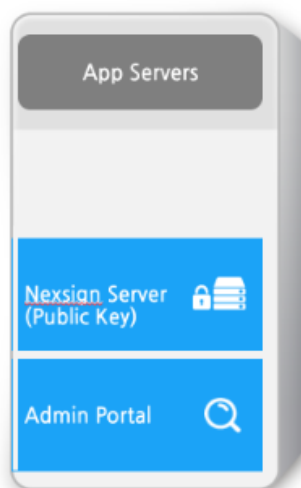 App Servers
Nexsign Server
(Public Key)
Admin Portal